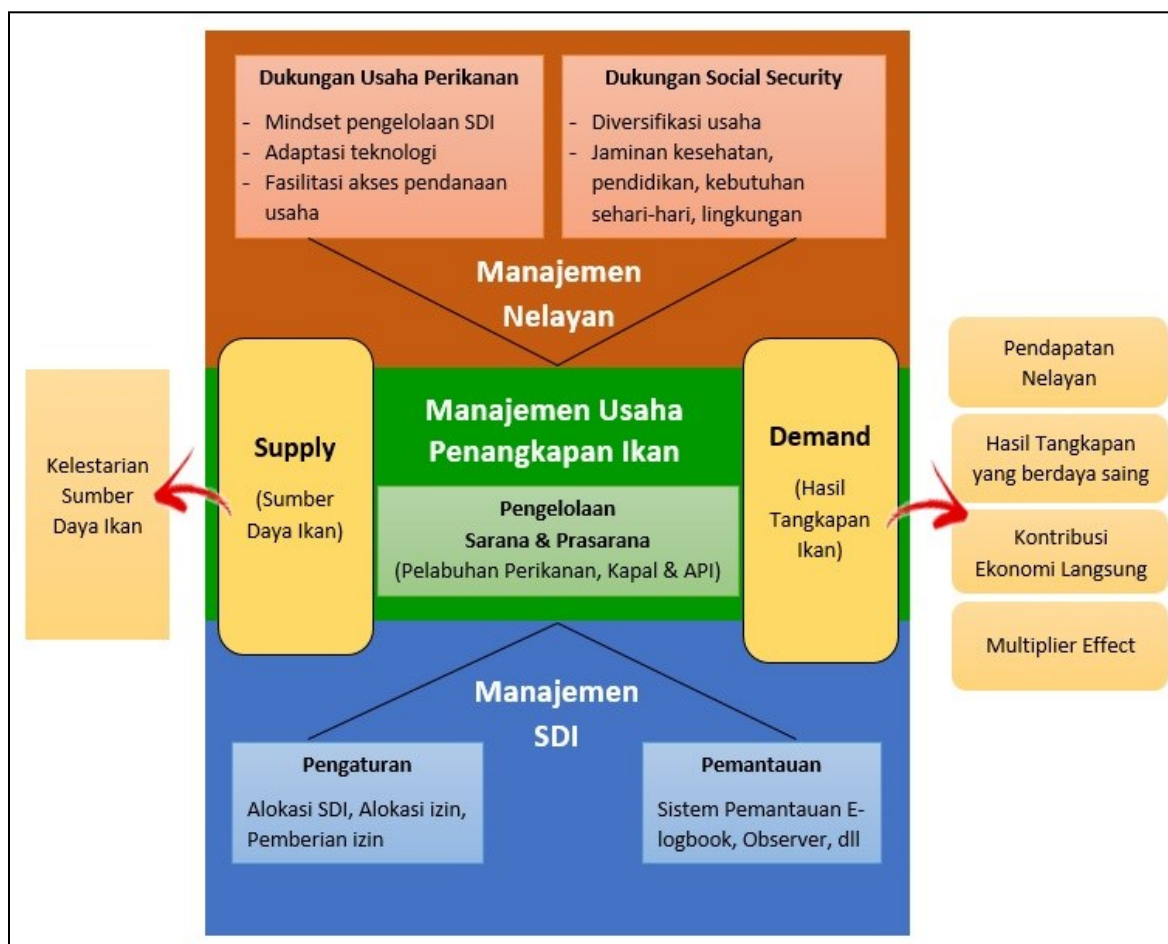 Dukungan Usaha Perikanan
- Mindset pengelolaan SDI
- Adaptasi teknologi
- Fasilitasi akses pendanaan
usaha
Dukungan Social Security
- Diversifikasi usaha
- Jaminan kesehatan,
pendidikan, kebutuhan
sehari-hari, lingkungan
Manajemen
Nelayan
Kelestarian
Sumber
Daya Ikan
Supply
(Sumber
Daya Ikan)
Manajemen Usaha
Penangkapan Ikan
Pengelolaan
Sarana & Prasarana
(Pelabuhan Perikanan, Kapal & API)
Demand
(Hasil
Tangkapan
Ikan)
Pendapatan
Nelayan
Hasil Tangkapan
yang berdaya saing
Kontribusi
Ekonomi Langsung
Multiplier Effect
Manajemen
SDI
Pengaturan
Alokasi SDI, Alokasi izin,
Pemberian izin
Pemantauan
Sistem Pemantauan E-
logbook, Observer, dll